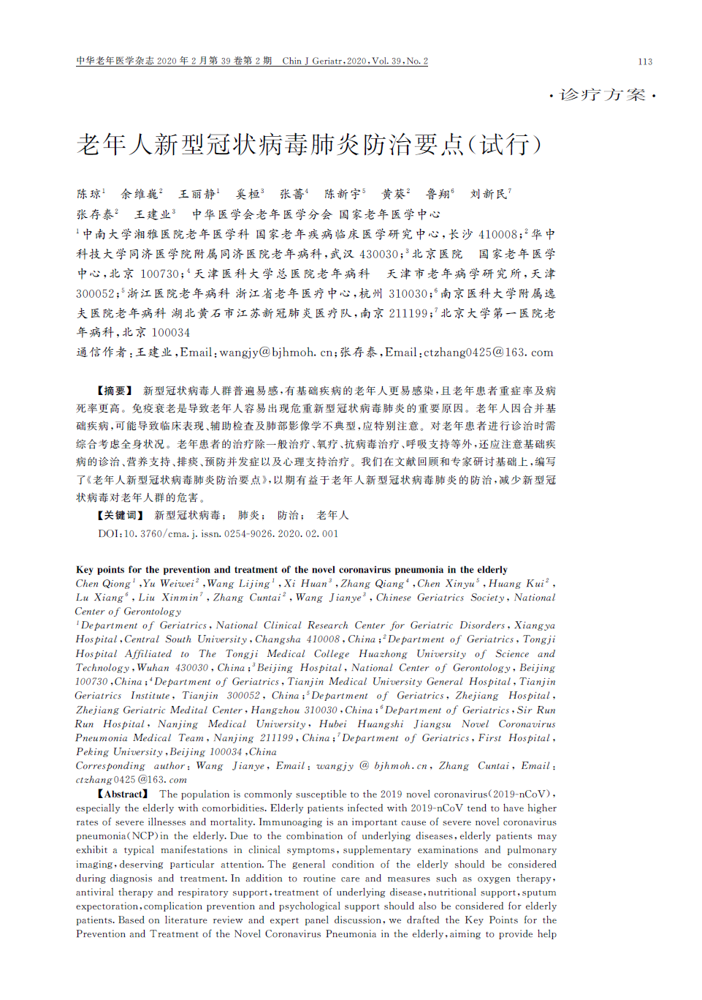 中华老年医学杂志 2020 年 2 月第 39 卷第 2 期 Chin J Geriatr,2020,Vol. 39,No. 2 113
·诊疗方案·
老年人新型冠状病毒肺炎防治要点(试行)
陈琼1 余维巍2 王丽静1 奚桓3 张蔷4 陈新宇5 黄葵2 鲁翔6 刘新民7
张存泰2 王建业3 中华医学会老年医学分会 国家老年医学中心
1中南大学湘雅医院老年医学科 国家老年疾病临床医学研究中心,长沙 410008;2华中
科技大学同济医学院附属同济医院老年病科,武汉 430030;3北京医院 国家老年医学
中心,北京 100730;4天津医科大学总医院老年病科 天津市老年病学研究所,天津
300052;5浙江医院老年病科 浙江省老年医疗中心,杭州 310030;6南京医科大学附属逸
夫医院老年病科 湖北黄石市江苏新冠肺炎医疗队,南京 211199;7北京大学第一医院老
年病科,北京 100034
通信作者:王建业,Email:wangjy@bjhmoh. cn;张存泰,Email:ctzhang0425@163. com
【摘要】 新型冠状病毒人群普遍易感,有基础疾病的老年人更易感染,且老年患者重症率及病
死率更高。免疫衰老是导致老年人容易出现危重新型冠状病毒肺炎的重要原因。老年人因合并基
础疾病,可能导致临床表现、辅助检查及肺部影像学不典型,应特别注意。对老年患者进行诊治时需
综合考虑全身状况。老年患者的治疗除一般治疗、氧疗、抗病毒治疗、呼吸支持等外,还应注意基础疾
病的诊治、营养支持、排痰、预防并发症以及心理支持治疗。我们在文献回顾和专家研讨基础上,编写
了《老年人新型冠状病毒肺炎防治要点》,以期有益于老年人新型冠状病毒肺炎的防治,减少新型冠
状病毒对老年人群的危害。
【关键词】 新型冠状病毒; 肺炎; 防治; 老年人
DOI:10. 3760/cma. j. issn. 0254-9026. 2020. 02. 001
Key points for the prevention and treatment of the novel coronavirus pneumonia in the elderly
Chen Qiong1,Yu Weiwei2,Wang Lijing1,Xi Huan3,Zhang Qiang4,Chen Xinyu5,Huang Kui2,
Lu Xiang6,Liu Xinmin7,Zhang Cuntai2,Wang Jianye3,Chinese Geriatrics Society,National
Center of Gerontology
1Department of Geriatrics,National Clinical Research Center for Geriatric Disorders,Xiangya
Hospital,Central South University,Changsha 410008,China;2Department of Geriatrics,Tongji
Hospital Affiliated to The Tongji Medical College Huazhong University of Science and
Technology,Wuhan 430030,China;3Beijing Hospital,National Center of Gerontology,Beijing
100730,China;4Department of Geriatrics,Tianjin Medical University General Hospital,Tianjin
Geriatrics Institute,Tianjin 300052,China;5Department of Geriatrics,Zhejiang Hospital,
Zhejiang Geriatric Medital Center,Hangzhou 310030,China;6Department of Geriatrics,Sir Run
Run Hospital,Nanjing Medical University,Hubei Huangshi Jiangsu Novel Coronavirus
Pneumonia Medical Team,Nanjing 211199,China;7Department of Geriatrics,First Hospital,
Peking University,Beijing 100034,China
Corresponding author:Wang Jianye,Email:wangjy @ bjhmoh. cn,Zhang Cuntai,Email:
ctzhang0425@163. com
【Abstract】 The population is commonly susceptible to the 2019 novel coronavirus(2019-nCoV),
especially the elderly with comorbidities. Elderly patients infected with 2019-nCoV tend to have higher
rates of severe illnesses and mortality. Immunoaging is an important cause of severe novel coronavirus
pneumonia(NCP)in the elderly. Due to the combination of underlying diseases,elderly patients may
exhibit a typical manifestations in clinical symptoms,supplementary examinations and pulmonary
imaging,deserving particular attention. The general condition of the elderly should be considered
during diagnosis and treatment. In addition to routine care and measures such as oxygen therapy,
antiviral therapy and respiratory support,treatment of underlying disease,nutritional support,sputum
expectoration,complication prevention and psychological support should also be considered for elderly
patients. Based on literature review and expert panel discussion,we drafted the Key Points for the
Prevention and Treatment of the Novel Coronavirus Pneumonia in the elderly,aiming to provide help